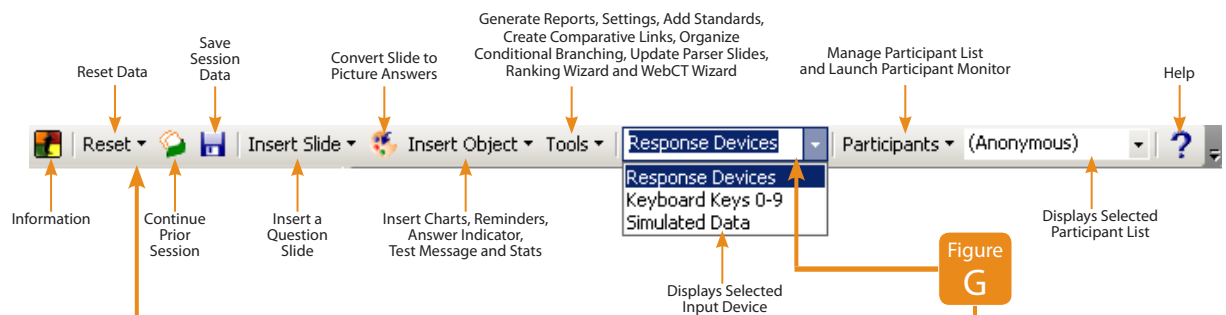 Generate Reports, Settings, Add Standards,
Create Comparative Links, Organize
Conditional Branching, Update Parser Slides,
Ranking Wizard and WebCT Wizard
Save
Session
Data
Reset Data
Convert Slide to
Picture Answers
Manage Participant List
and Launch Participant Monitor
Help
Reset Insert Slide Insert Object Tools Response Devices Participants (Anonymous) ?
Response Devices
Keyboard Keys 0-9
Simulated Data
Information
Continue
Prior
Session
Insert a
Question
Slide
Insert Charts, Reminders,
Answer Indicator,
Test Message and Stats
Displays Selected
Input Device
Figure
G
Displays Selected
Participant List